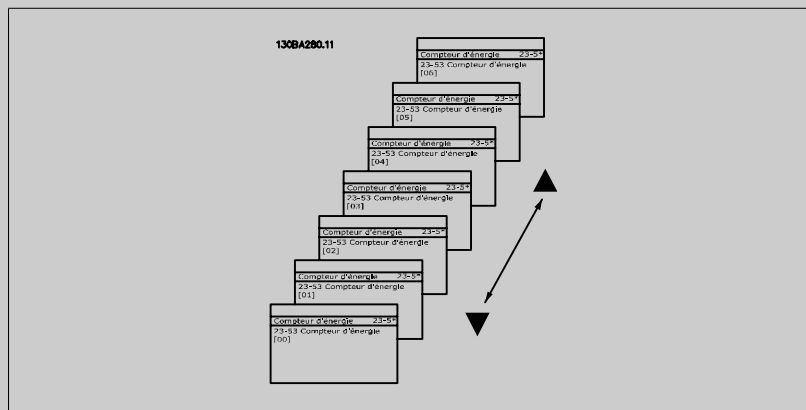 130BA280.11
Compteur d'énergie 23-5*
23-53 Compteur d'énergie
[06]
Compteur d'énergie 23-5*
23-53 Compteur d'énergie
[05]
Compteur d'énergie 23-5*
23-53 Compteur d'énergie
[04]
Compteur d'énergie 23-5*
23-53 Compteur d'énergie
[03]
Compteur d'énergie 23-5*
23-53 Compteur d'énergie
[02]
Compteur d'énergie 23-5*
23-53 Compteur d'énergie
[01]
Compteur d'énergie 23-5*
23-53 Compteur d'énergie
[00]